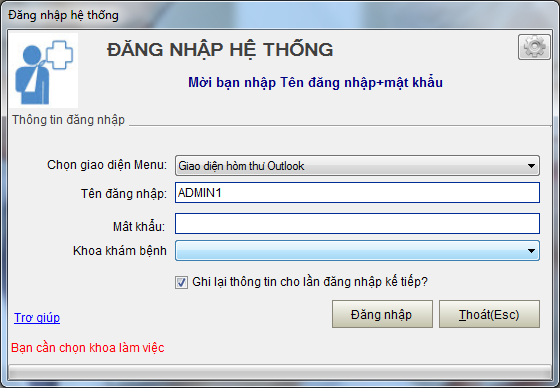 Đăng nhập hệ thống
ĐĂNG NHẬP HỆ THỐNG
Mời bạn nhập Tên đăng nhập+mật khẩu
Thông tin đăng nhập
Chọn giao diện Menu:
Giao diện hòm thư Outlook
Tên đăng nhập:
ADMIN1
Mật khẩu:
Khoa khám bệnh
Ghi lại thông tin cho lần đăng nhập kế tiếp?
Đăng nhập
Thoát(Esc)
Trợ giúp
Bạn cần chọn khoa làm việc